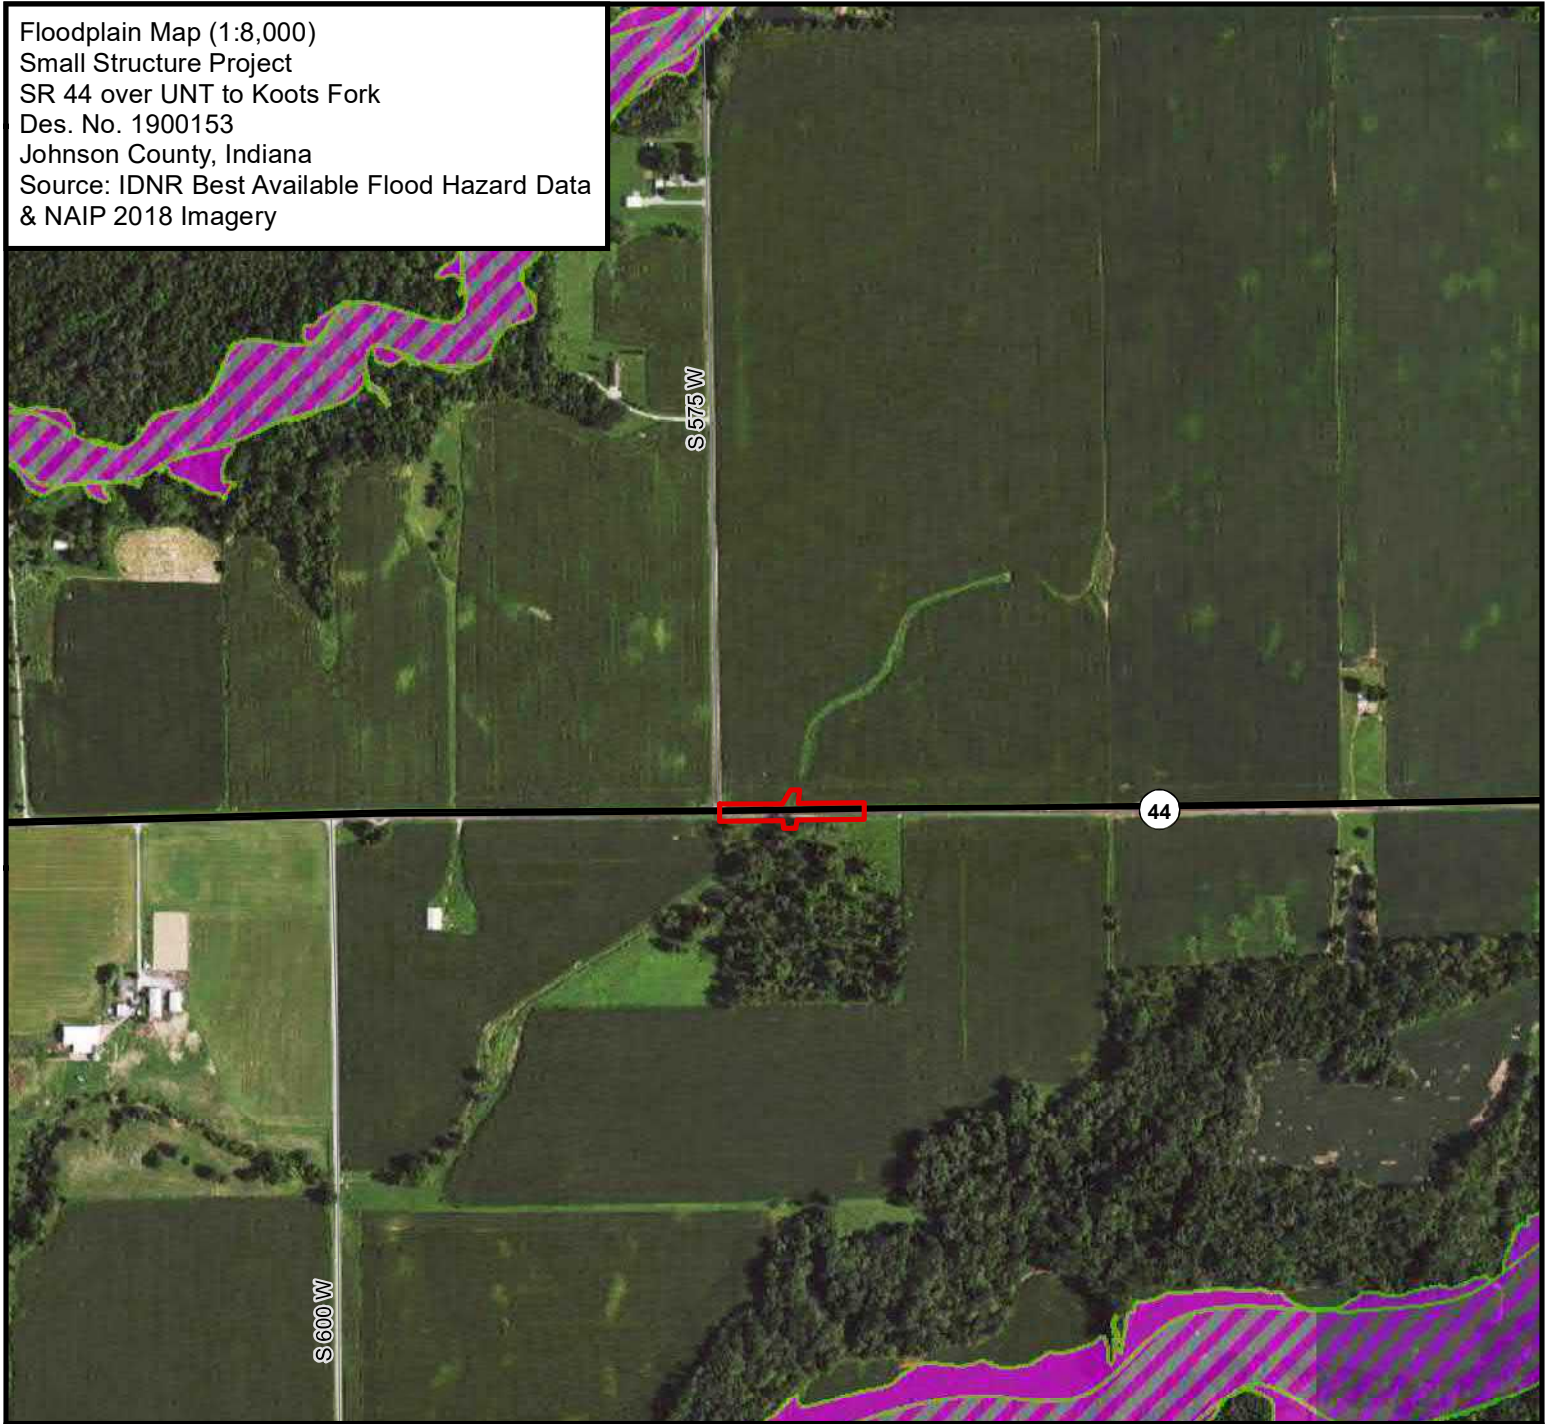 Floodplain Map (1:8,000)
Small Structure Project
SR 44 over UNT to Koots Fork
Des. No. 1900153
Johnson County, Indiana
Source: IDNR Best Available Flood Hazard Data
& NAIP 2018 Imagery
S 575 W
44
S 600 W